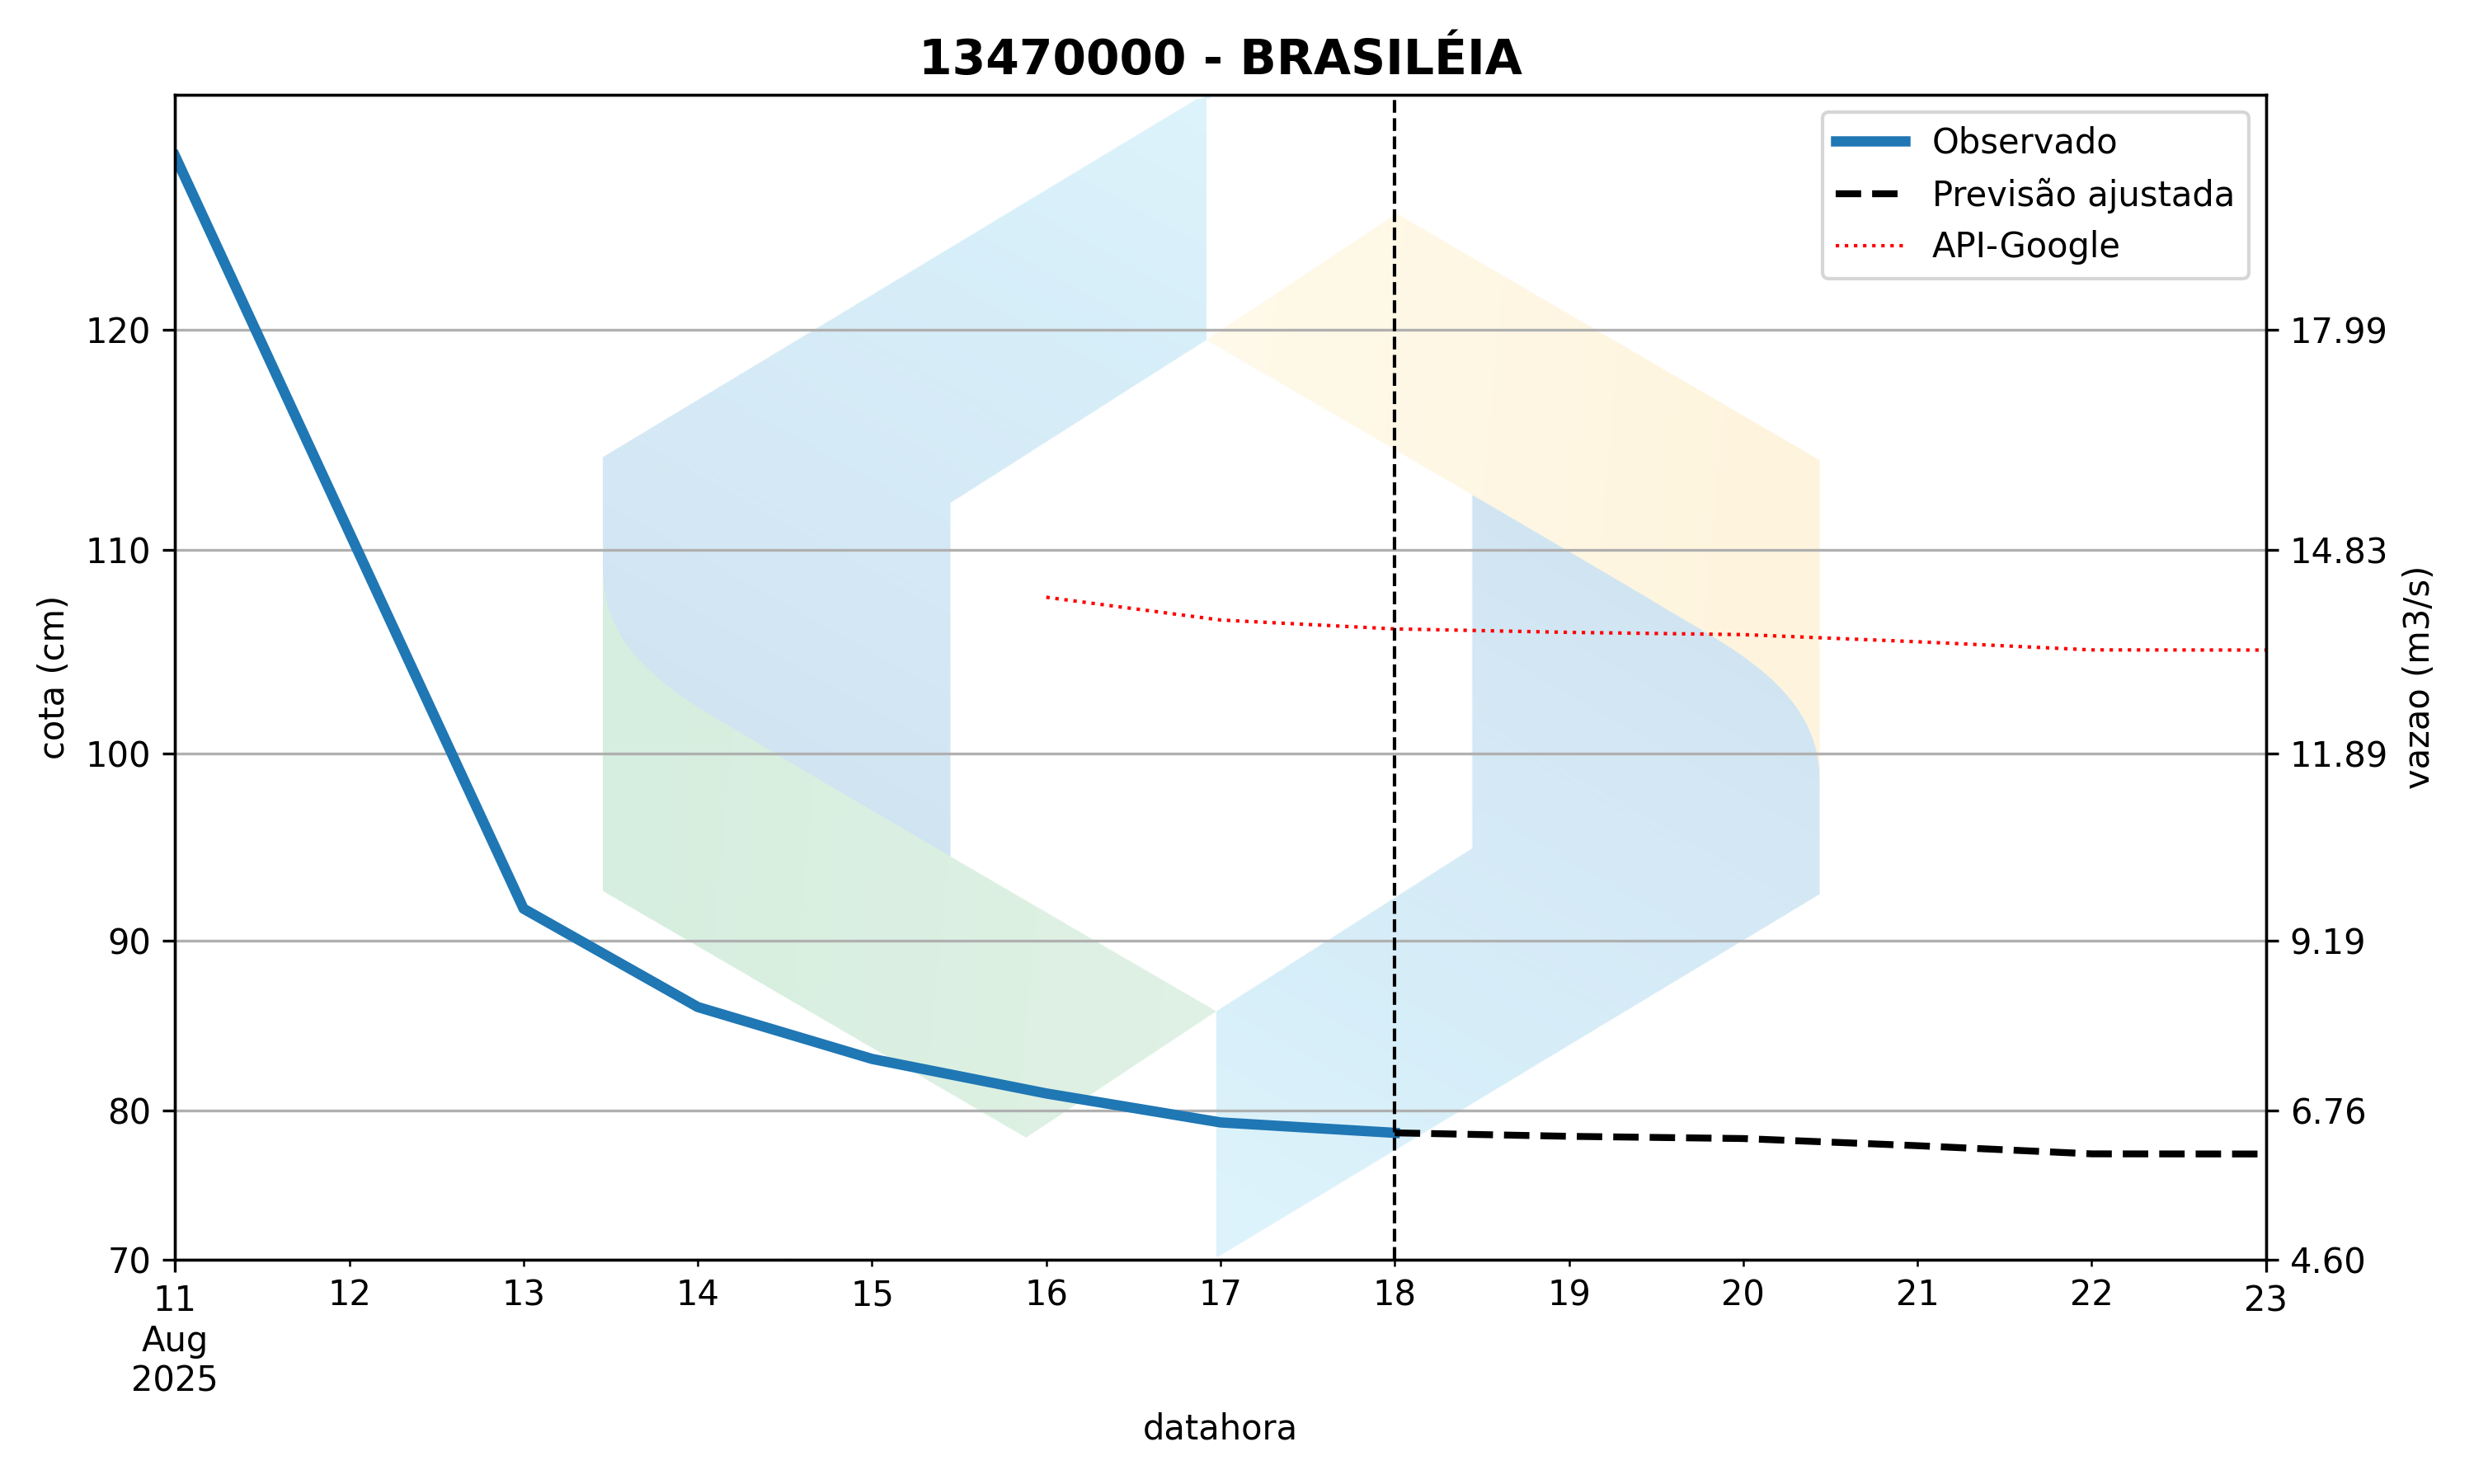 13470000 - BRASILÉIA
Observado
Previsão ajustada
API-Google
cota (cm)
120
110
100
90
80
70
17.99
14.83
11.89
9.19
6.76
4.60
vazao (m3/s)
11 12 13 14 15 16 17 18 19 20 21 22 23
Aug
2025
datahora